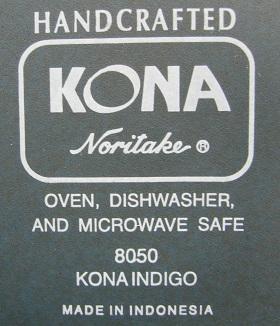 HANDCRAFTED
KONA
Noritake ®
OVEN, DISHWASHER,
AND MICROWAVE SAFE
8050
KONA INDIGO
MADE IN INDONESIA